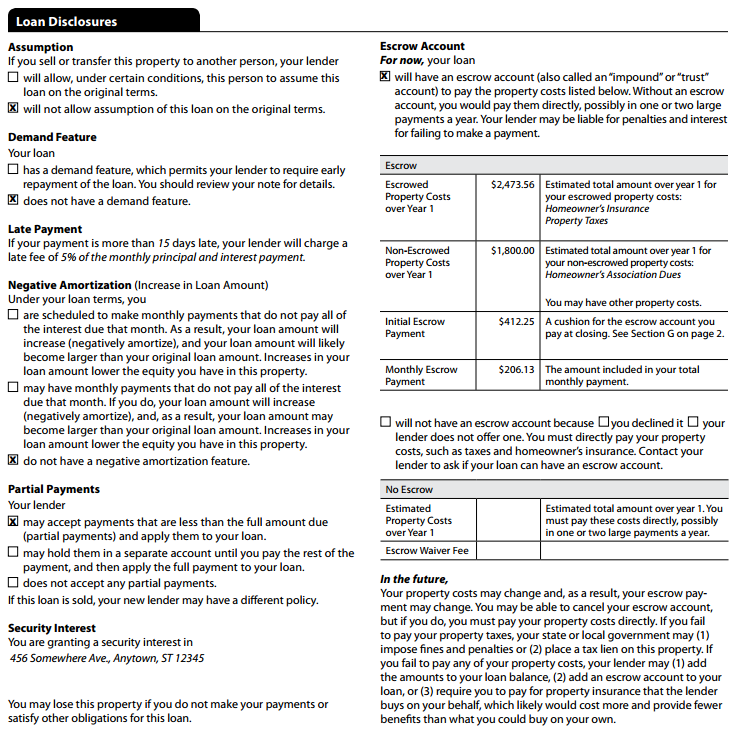 Loan Disclosures
Assumption
If you sell or transfer this property to another person, your lender
☐ will allow, under certain conditions, this person to assume this
loan on the original terms.
☒ will not allow assumption of this loan on the original terms.
Demand Feature
Your loan
☐ has a demand feature, which permits your lender to require early
repayment of the loan. You should review your note for details.
☒ does not have a demand feature.
Late Payment
If your payment is more than 15 days late, your lender will charge a
late fee of 5% of the monthly principal and interest payment.
Negative Amortization (Increase in Loan Amount)
Under your loan terms, you
☐ are scheduled to make monthly payments that do not pay all of
the interest due that month. As a result, your loan amount will
increase (negatively amortize), and your loan amount will likely
become larger than your original loan amount. Increases in your
loan amount lower the equity you have in this property.
☐ may have monthly payments that do not pay all of the interest
due that month. If you do, your loan amount will increase
(negatively amortize), and, as a result, your loan amount may
become larger than your original loan amount. Increases in your
loan amount lower the equity you have in this property.
☒ do not have a negative amortization feature.
Partial Payments
Your lender
☒ may accept payments that are less than the full amount due
(partial payments) and apply them to your loan.
☐ may hold them in a separate account until you pay the rest of the
payment, and then apply the full payment to your loan.
☐ does not accept any partial payments.
If this loan is sold, your new lender may have a different policy.
Security Interest
You are granting a security interest in
456 Somewhere Ave., Anytown, ST 12345
You may lose this property if you do not make your payments or
satisfy other obligations for this loan.
Escrow Account
For now, your loan
☒ will have an escrow account (also called an “impound” or “trust”
account) to pay the property costs listed below. Without an escrow
account, you would pay them directly, possibly in one or two large
payments a year. Your lender may be liable for penalties and interest
for failing to make a payment.
Escrow
Escrowed $2,473.56 Estimated total amount over year 1 for
Property Costs your escrowed property costs:
over Year 1 Homeowner’s Insurance
Property Taxes
Non-Escrowed $1,800.00 Estimated total amount over year 1 for
Property Costs your non-escrowed property costs:
over Year 1 Homeowner’s Association Dues
You may have other property costs.
Initial Escrow $412.25 A cushion for the escrow account you
Payment pay at closing. See Section G on page 2.
Monthly Escrow $206.13 The amount included in your total
Payment monthly payment.
☐ will not have an escrow account because ☐ you declined it ☐ your
lender does not offer one. You must directly pay your property
costs, such as taxes and homeowner’s insurance. Contact your
lender to ask if your loan can have an escrow account.
No Escrow
Estimated Estimated total amount over year 1. You
Property Costs must pay these costs directly, possibly
over Year 1 in one or two large payments a year.
Escrow Waiver Fee
In the future,
Your property costs may change and, as a result, your escrow pay-
ment may change. You may be able to cancel your escrow account,
but if you do, you must pay your property costs directly. If you fail
to pay your property taxes, your state or local government may (1)
impose fines and penalties or (2) place a tax lien on this property. If
you fail to pay any of your property costs, your lender may (1) add
the amounts to your loan balance, (2) add an escrow account to your
loan, or (3) require you to pay for property insurance that the lender
buys on your behalf, which likely would cost more and provide fewer
benefits than what you could buy on your own.